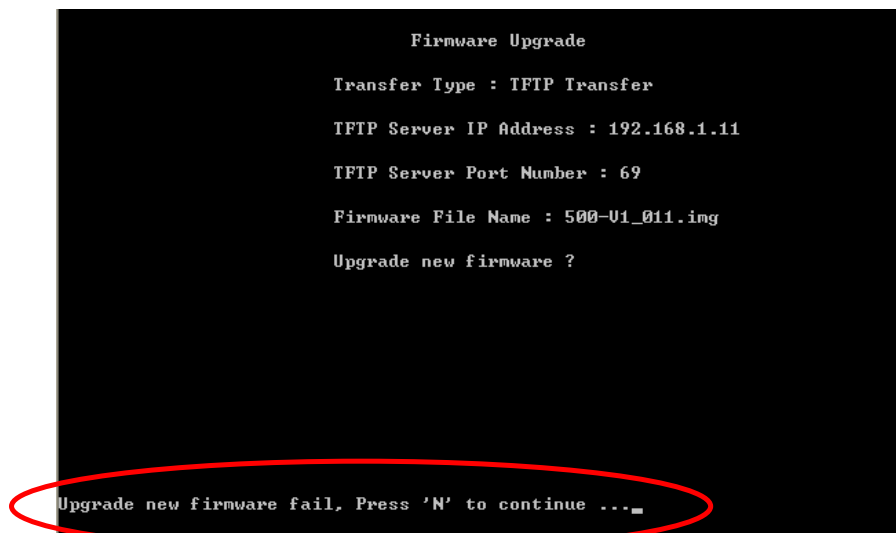 Firmware Upgrade
Transfer Type : TFTP Transfer
TFTP Server IP Address : 192.168.1.11
TFTP Server Port Number : 69
Firmware File Name : 500-V1_011.img
Upgrade new firmware ?
Upgrade new firmware fail, Press 'N' to continue ..._